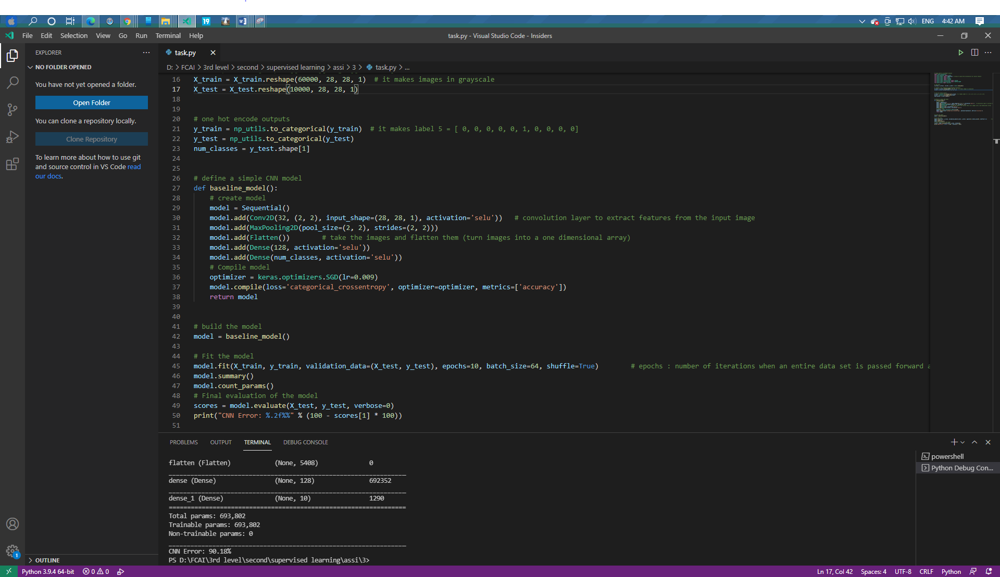 19
ENG
4:42 AM
File Edit Selection View Go Run Terminal Help
task.py - Visual Studio Code - Insiders
EXPLORER
NO FOLDER OPENED
You have not yet opened a folder.
Open Folder
You can clone a repository locally.
Clone Repository
To learn more about how to use git
and source control in VS Code read
our docs.
OUTLINE
task.py
D: > FCAI > 3rd level > second > supervised learning > assi > 3 > task.py > ...
16 X_train = X_train.reshape(60000, 28, 28, 1)  # it makes images in grayscale
17 X_test = X_test.reshape(10000, 28, 28, 1)
18
19
20 # one hot encode outputs
21 y_train = np_utils.to_categorical(y_train)  # it makes label 5 = [ 0, 0, 0, 0, 0, 1, 0, 0, 0, 0]
22 y_test = np_utils.to_categorical(y_test)
23 num_classes = y_test.shape[1]
24
25
26 # define a simple CNN model
27 def baseline_model():
28     # create model
29     model = Sequential()
30     model.add(Conv2D(32, (2, 2), input_shape=(28, 28, 1), activation='selu'))   # convolution layer to extract features from the input image
31     model.add(MaxPooling2D(pool_size=(2, 2), strides=(2, 2)))
32     model.add(Flatten())        # take the images and flatten them (turn images into a one dimensional array)
33     model.add(Dense(128, activation='selu'))
34     model.add(Dense(num_classes, activation='selu'))
35     # Compile model
36     optimizer = keras.optimizers.SGD(lr=0.009)
37     model.compile(loss='categorical_crossentropy', optimizer=optimizer, metrics=['accuracy'])
38     return model
39
40
41 # build the model
42 model = baseline_model()
43
44 # Fit the model
45 model.fit(X_train, y_train, validation_data=(X_test, y_test), epochs=10, batch_size=64, shuffle=True)        # epochs : number of iterations when an entire data set is passed forward a
46 model.summary()
47 model.count_params()
48 # Final evaluation of the model
49 scores = model.evaluate(X_test, y_test, verbose=0)
50 print("CNN Error: %.2f%%" % (100 - scores[1] * 100))
51
PROBLEMS OUTPUT TERMINAL DEBUG CONSOLE
flatten (Flatten) (None, 5408) 0
dense (Dense) (None, 128) 692352
dense_1 (Dense) (None, 10) 1290
=================================================================
Total params: 693,802
Trainable params: 693,802
Non-trainable params: 0
CNN Error: 90.18%
PS D:\FCAI\3rd level\second\supervised learning\assi\3>
powershell
Python Debug Con...
1
Python 3.9.4 64-bit 0 0
Ln 17, Col 42 Spaces: 4 UTF-8 CRLF Python